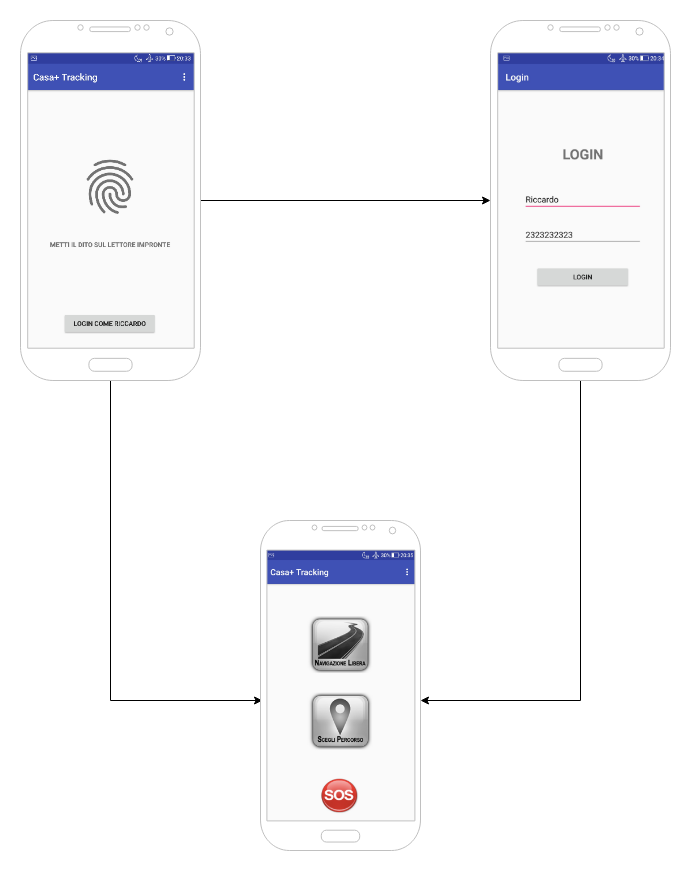 33% 20:33
Casa+ Tracking
METTI IL DITO SUL LETTORE IMPRONTE
LOGIN COME RICCARDO
30% 20:34
Login
LOGIN
Riccardo
2323232323
LOGIN
30% 20:35
Casa+ Tracking
NAVIGAZIONE LIBERA
SCEGLI PERCORSO
SOS